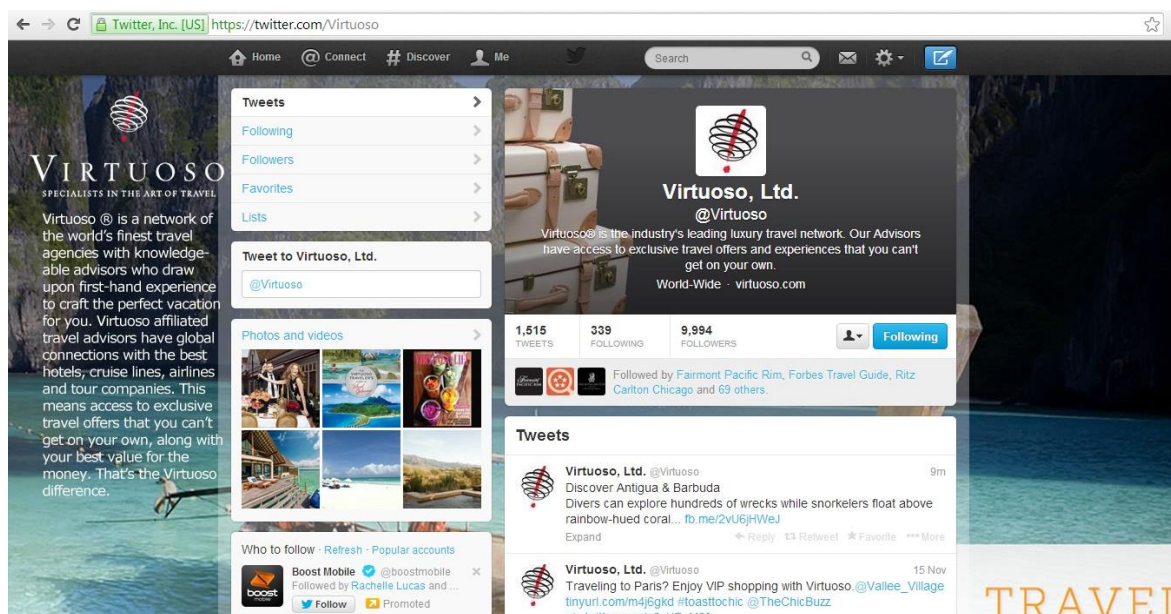 Twitter, Inc. [US] https://twitter.com/Virtuoso
Home Connect Discover Me Search
VIRTUOSO
SPECIALISTS IN THE ART OF TRAVEL
Virtuoso ® is a network of
the world's finest travel
agencies with knowledge-
able advisors who draw
upon first-hand experience
to craft the perfect vacation
for you. Virtuoso affiliated
travel advisors have global
connections with the best
hotels, cruise lines, airlines
and tour companies. This
means access to exclusive
travel offers that you can't
get on your own, along with
your best value for the
money. That's the Virtuoso
difference.
Tweets
Following
Followers
Favorites
Lists
Tweet to Virtuoso, Ltd.
@Virtuoso
Photos and videos
Who to follow · Refresh · Popular accounts
boost
mobile
Boost Mobile @boostmobile
Followed by Rachelle Lucas and ...
Follow Promoted
Virtuoso, Ltd.
@Virtuoso
Virtuoso® is the industry's leading luxury travel network. Our Advisors
have access to exclusive travel offers and experiences that you can't
get on your own.
World-Wide · virtuoso.com
1,515 339 9,994
TWEETS FOLLOWING FOLLOWERS
Following
Followed by Fairmont Pacific Rim, Forbes Travel Guide, Ritz
Carlton Chicago and 69 others.
Tweets
Virtuoso, Ltd. @Virtuoso 9m
Discover Antigua & Barbuda
Divers can explore hundreds of wrecks while snorkelers float above
rainbow-hued coral... fb.me/2vU6jHWeJ
Expand Reply Retweet Favorite More
Virtuoso, Ltd. @Virtuoso 15 Nov
Traveling to Paris? Enjoy VIP shopping with Virtuoso.@Vallee_Village
tinyurl.com/m4j6gkd #toasttochic @TheChicBuzz
TRAVEL